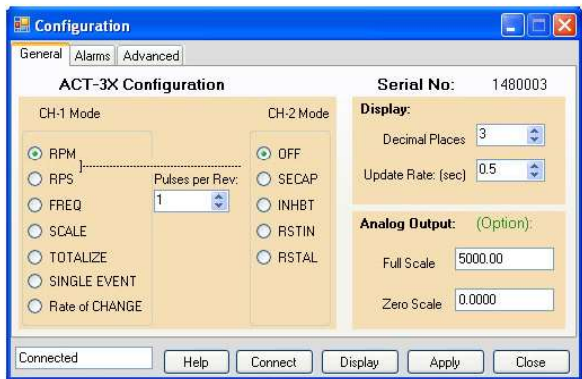 Configuration
General Alarms Advanced
ACT-3X Configuration
Serial No: 1480003
CH-1 Mode
CH-2 Mode
RPM
RPS
FREQ
SCALE
TOTALIZE
SINGLE EVENT
Rate of CHANGE
Pulses per Rev:
1
OFF
SECAP
INHBT
RSTIN
RSTAL
Display:
Decimal Places 3
Update Rate: (sec) 0.5
Analog Output: (Option):
Full Scale 5000.00
Zero Scale 0.0000
Connected Help Connect Display Apply Close